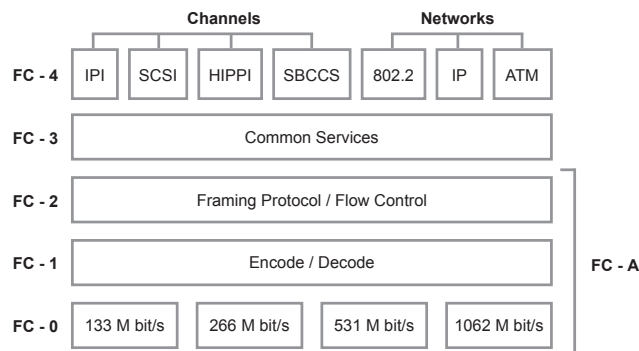 Channels Networks
FC - 4 IPI SCSI HIPPI SBCCS 802.2 IP ATM
FC - 3 Common Services
FC - 2 Framing Protocol / Flow Control
FC - 1 Encode / Decode
FC - A
FC - 0 133 M bit/s 266 M bit/s 531 M bit/s 1062 M bit/s